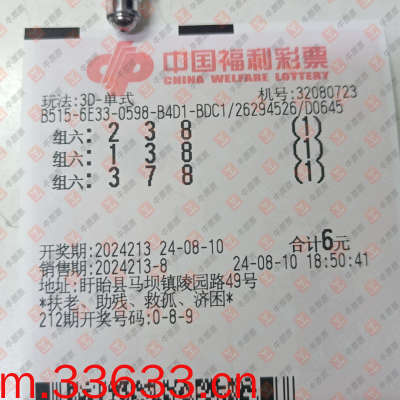 中国福利彩票
CHINA WELFARE LOTTERY
玩法:3D-单式 机号:32080723
B515-6E33-0598-B4D1-BDC1/26294526/D0645
组六: 2 3 8 (1)
组六: 1 3 8 (1)
组六: 3 7 8 (1)
开奖期:2024213 24-08-10 合计6元
销售期:2024213-8 24-08-10 18:50:41
地址:盱眙县马坝镇陵园路49号
*扶老、助残、救孤、济困*
212期开奖号码:0-8-9
m.33633.cn